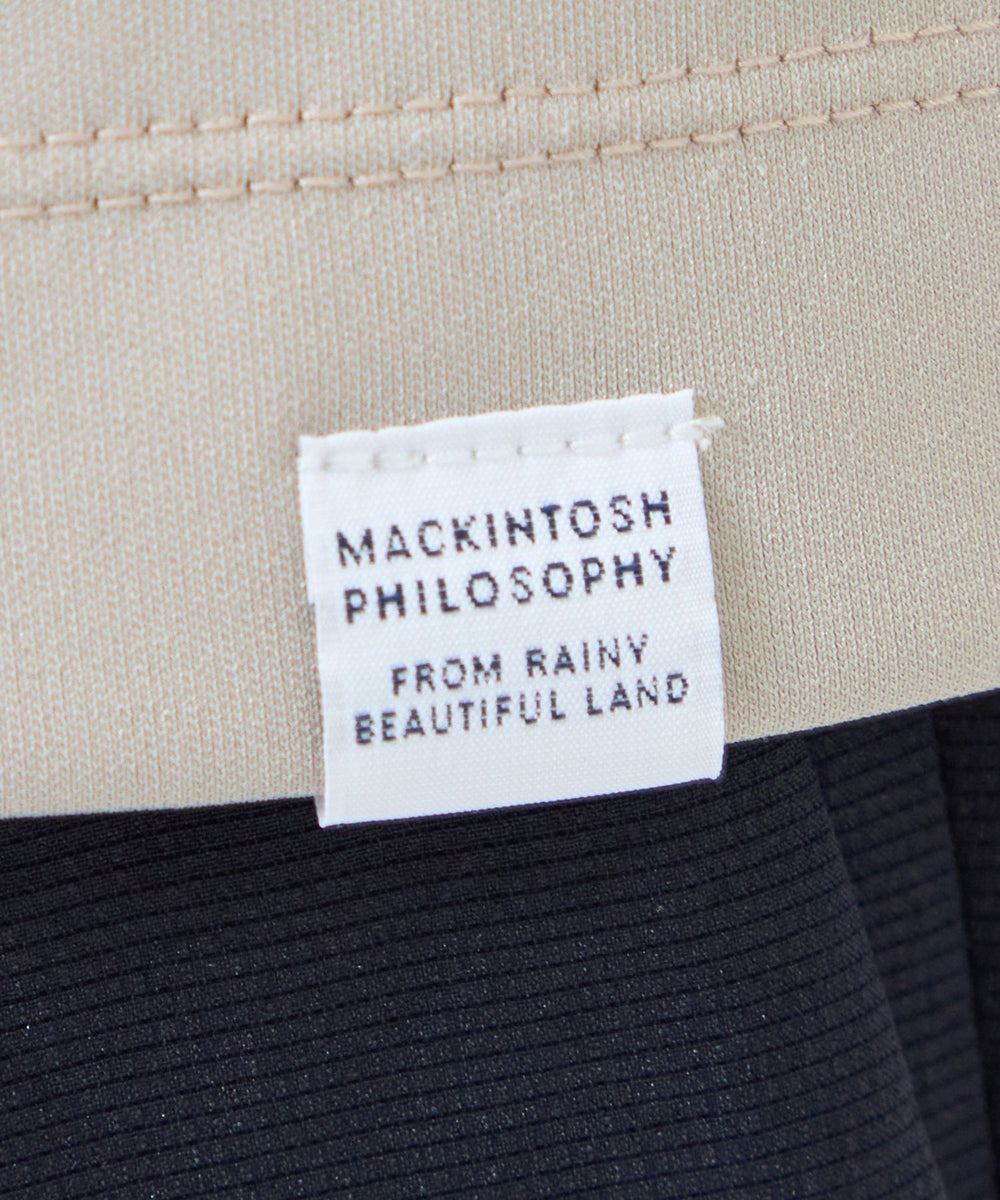 MACKINTOSH
PHILOSOPHY
FROM RAINY
BEAUTIFUL LAND